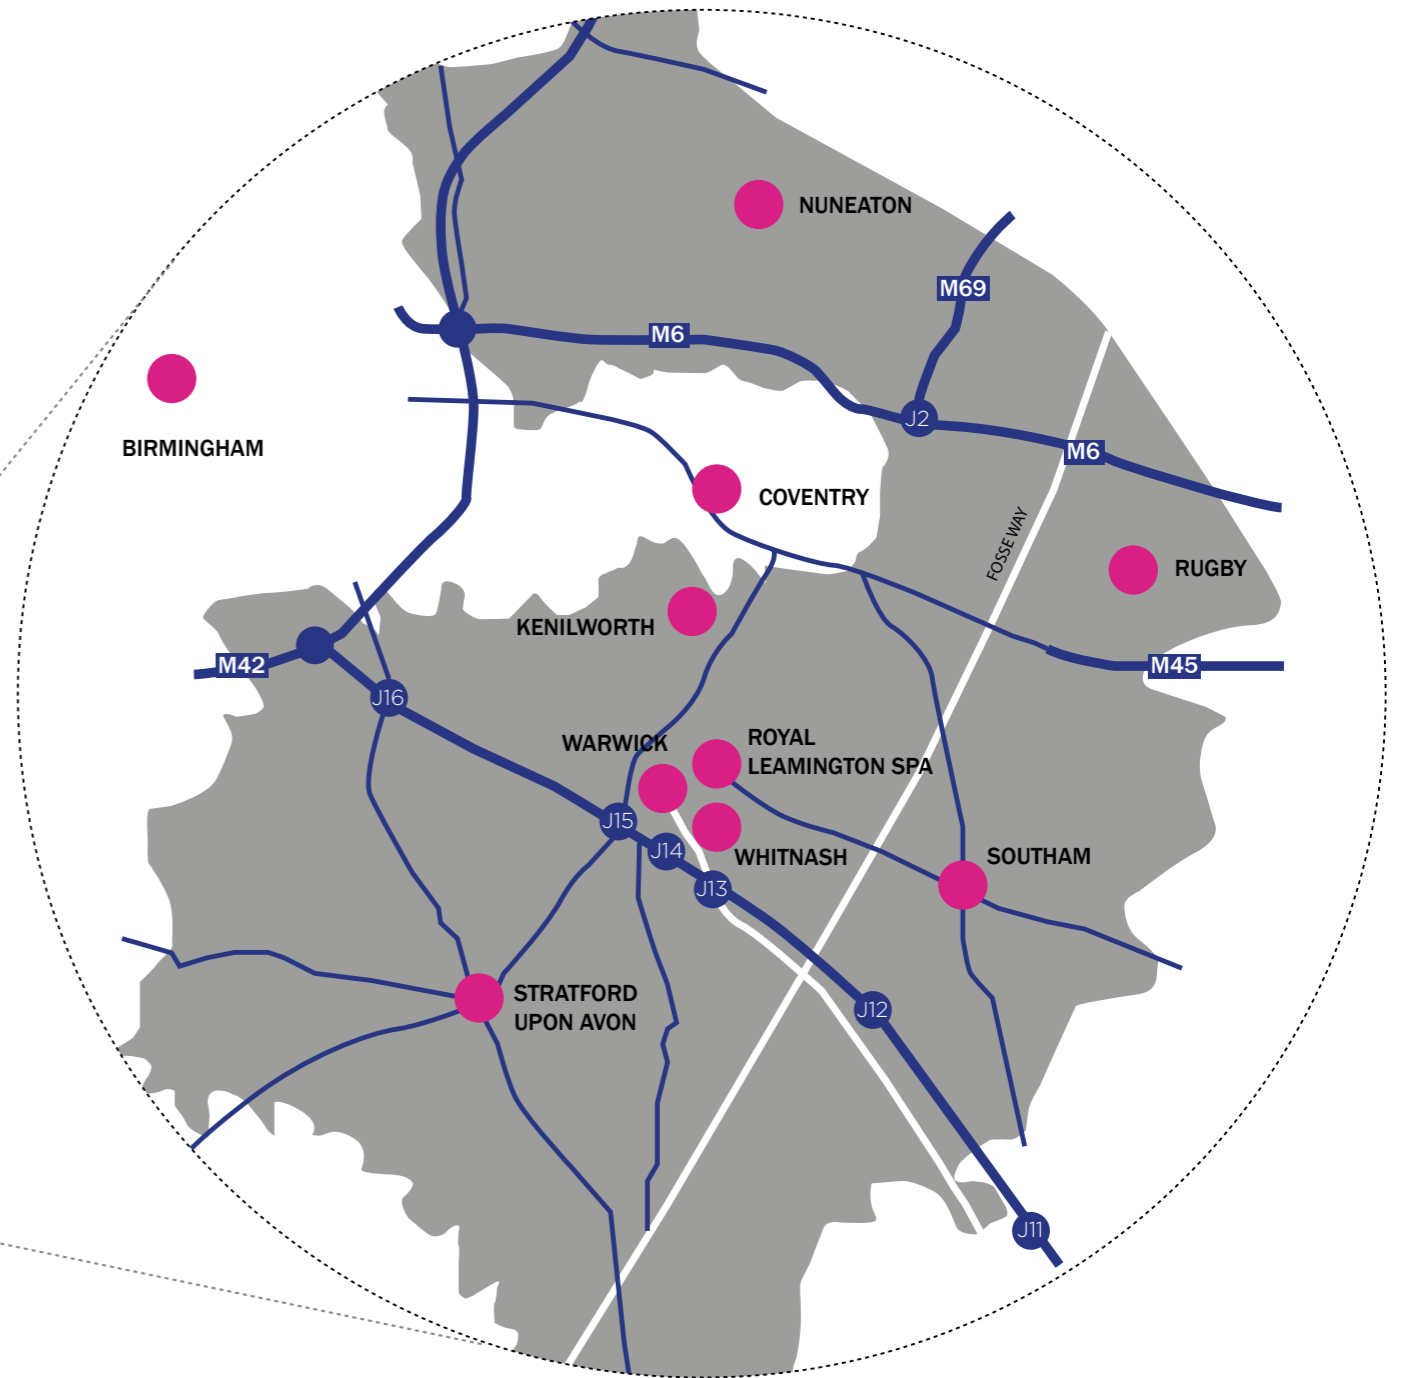 NUNEATON
M69
M6
BIRMINGHAM
J2
M6
COVENTRY
FOSSE WAY
RUGBY
KENILWORTH
M42
M45
J16
WARWICK
ROYAL
LEAMINGTON SPA
J15
J14
WHITNASH
SOUTHAM
J13
STRATFORD
UPON AVON
J12
J11